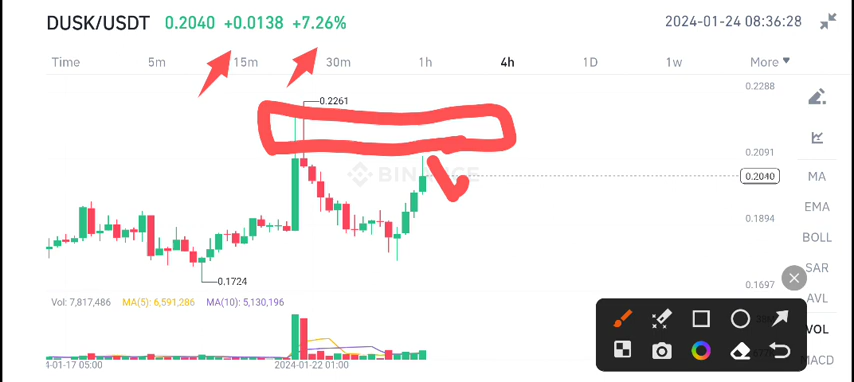 DUSK/USDT 0.2040 +0.0138 +7.26% 2024-01-24 08:36:28
Time 5m 15m 30m 1h 4h 1D 1w More
0.2288
0.2261
0.2091
BINANCE
0.2040
MA
EMA
0.1894
BOLL
SAR
0.1724
0.1697
AVL
Vol: 7,817,486 MA(5): 6,591,286 MA(10): 5,130,196
VOL
MACD
4-01-17 05:00 2024-01-22 01:00